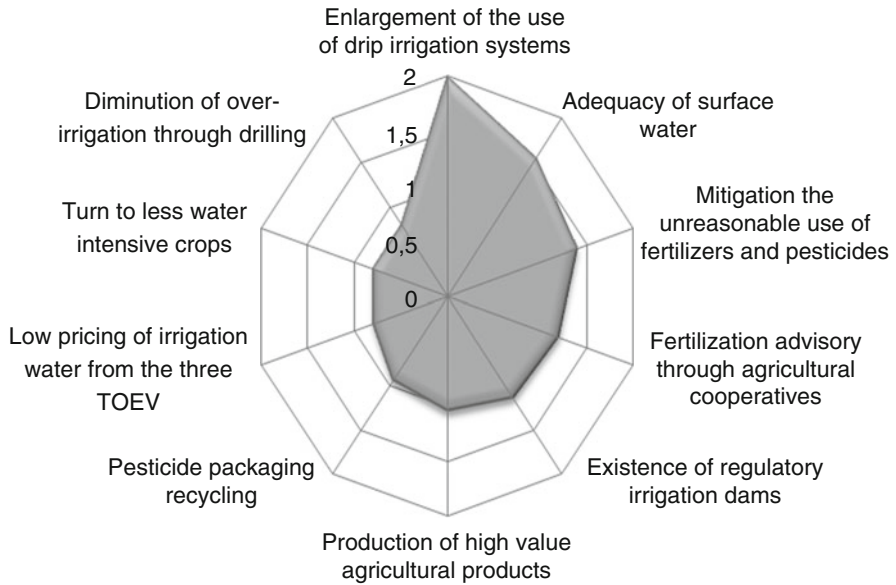 Enlargement of the use
of drip irrigation systems
Adequacy of surface
water
Mitigation the
unreasonable use of
fertilizers and pesticides
Fertilization advisory
through agricultural
cooperatives
Existence of regulatory
irrigation dams
Production of high value
agricultural products
Pesticide packaging
recycling
Low pricing of irrigation
water from the three
TOEV
Turn to less water
intensive crops
Diminution of over-
irrigation through drilling
2
1,5
1
0,5
0